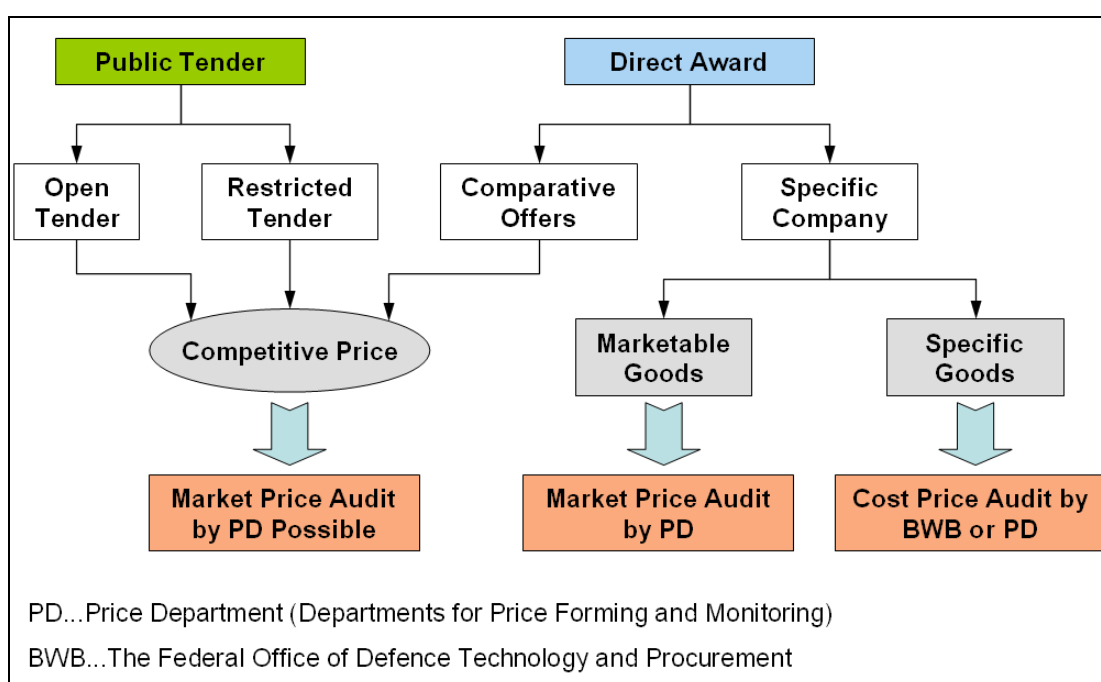 Public Tender
Direct Award
Open
Tender
Restricted
Tender
Comparative
Offers
Specific
Company
Competitive Price
Marketable
Goods
Specific
Goods
Market Price Audit
by PD Possible
Market Price Audit
by PD
Cost Price Audit by
BWB or PD
PD...Price Department (Departments for Price Forming and Monitoring)
BWB...The Federal Office of Defence Technology and Procurement